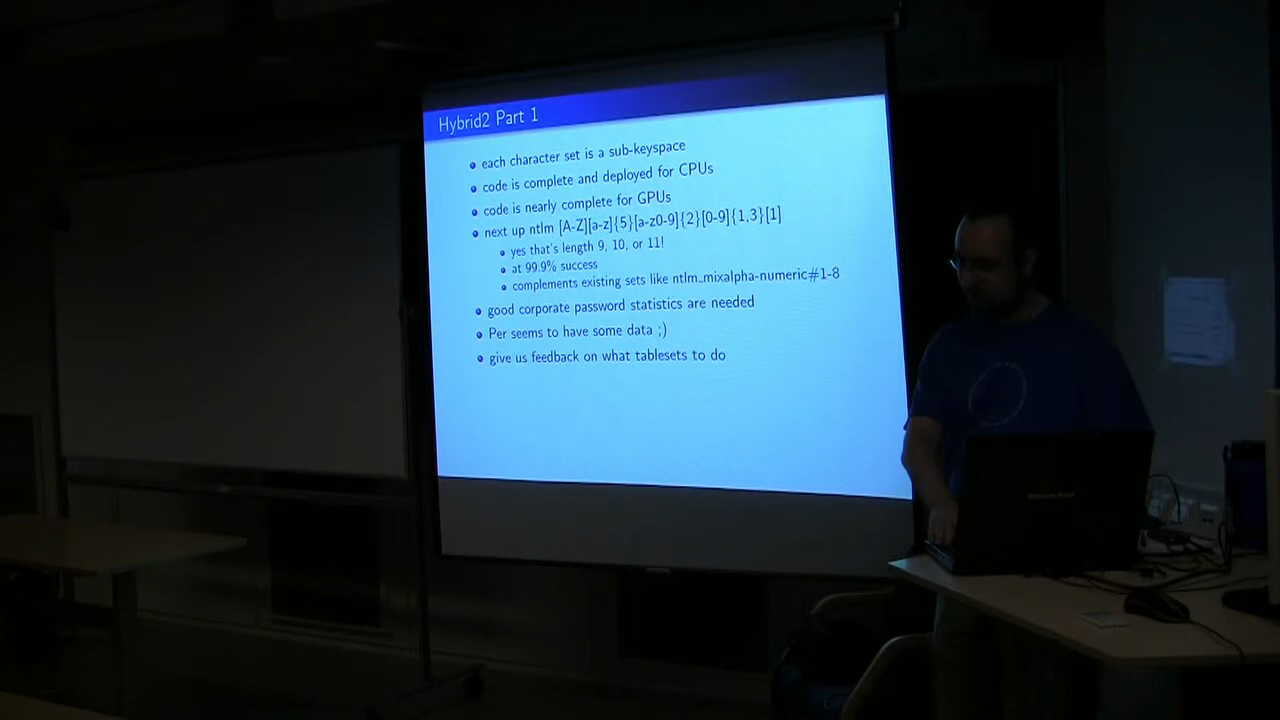 Hybrid2 Part 1
each character set is a sub-keyspace
code is complete and deployed for CPUs
code is nearly complete for GPUs
next up ntlm [A-Z][a-z]{5}[a-z0-9]{2}[0-9]{1,3}[1]
yes that's length 9, 10, or 11!
at 99.9% success
complements existing sets like ntlm_mixalpha-numeric#1-8
good corporate password statistics are needed
Per seems to have some data ;)
give us feedback on what tablesets to do